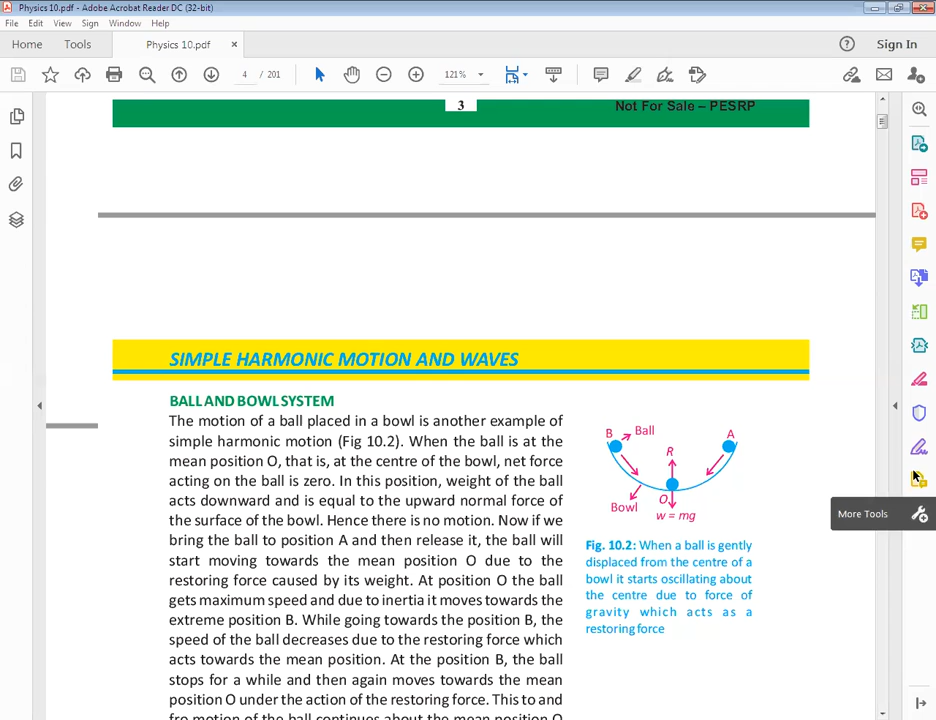 Physics 10.pdf - Adobe Acrobat Reader DC (32-bit)
File Edit View Sign Window Help
Home Tools Physics 10.pdf × Sign In
4 / 201 121%
3 Not For Sale – PESRP
SIMPLE HARMONIC MOTION AND WAVES
BALL AND BOWL SYSTEM
The motion of a ball placed in a bowl is another example of
simple harmonic motion (Fig 10.2). When the ball is at the
mean position O, that is, at the centre of the bowl, net force
acting on the ball is zero. In this position, weight of the ball
acts downward and is equal to the upward normal force of
the surface of the bowl. Hence there is no motion. Now if we
bring the ball to position A and then release it, the ball will
start moving towards the mean position O due to the
restoring force caused by its weight. At position O the ball
gets maximum speed and due to inertia it moves towards the
extreme position B. While going towards the position B, the
speed of the ball decreases due to the restoring force which
acts towards the mean position. At the position B, the ball
stops for a while and then again moves towards the mean
position O under the action of the restoring force. This to and
fro motion of the ball continues about the mean position O
B Ball A
R
O
Bowl
w = mg
Fig. 10.2: When a ball is gently
displaced from the centre of a
bowl it starts oscillating about
the centre due to force of
gravity which acts as a
restoring force
More Tools